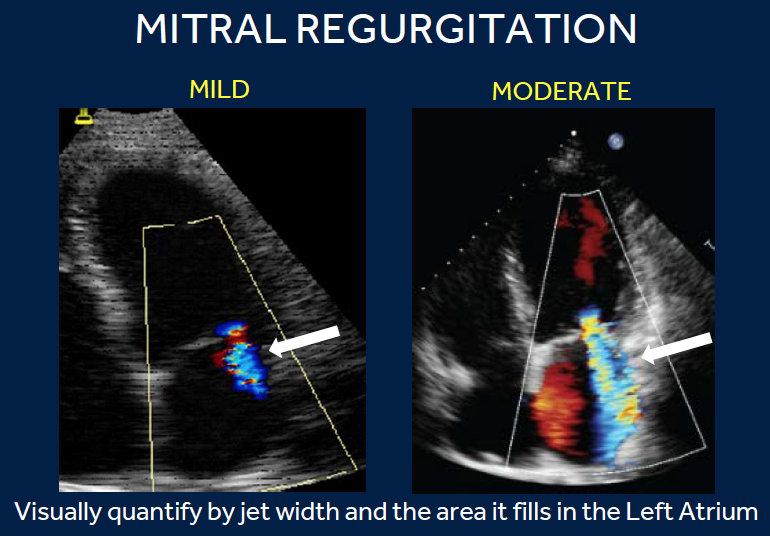 MITRAL REGURGITATION
MILD
MODERATE
Visually quantify by jet width and the area it fills in the Left Atrium